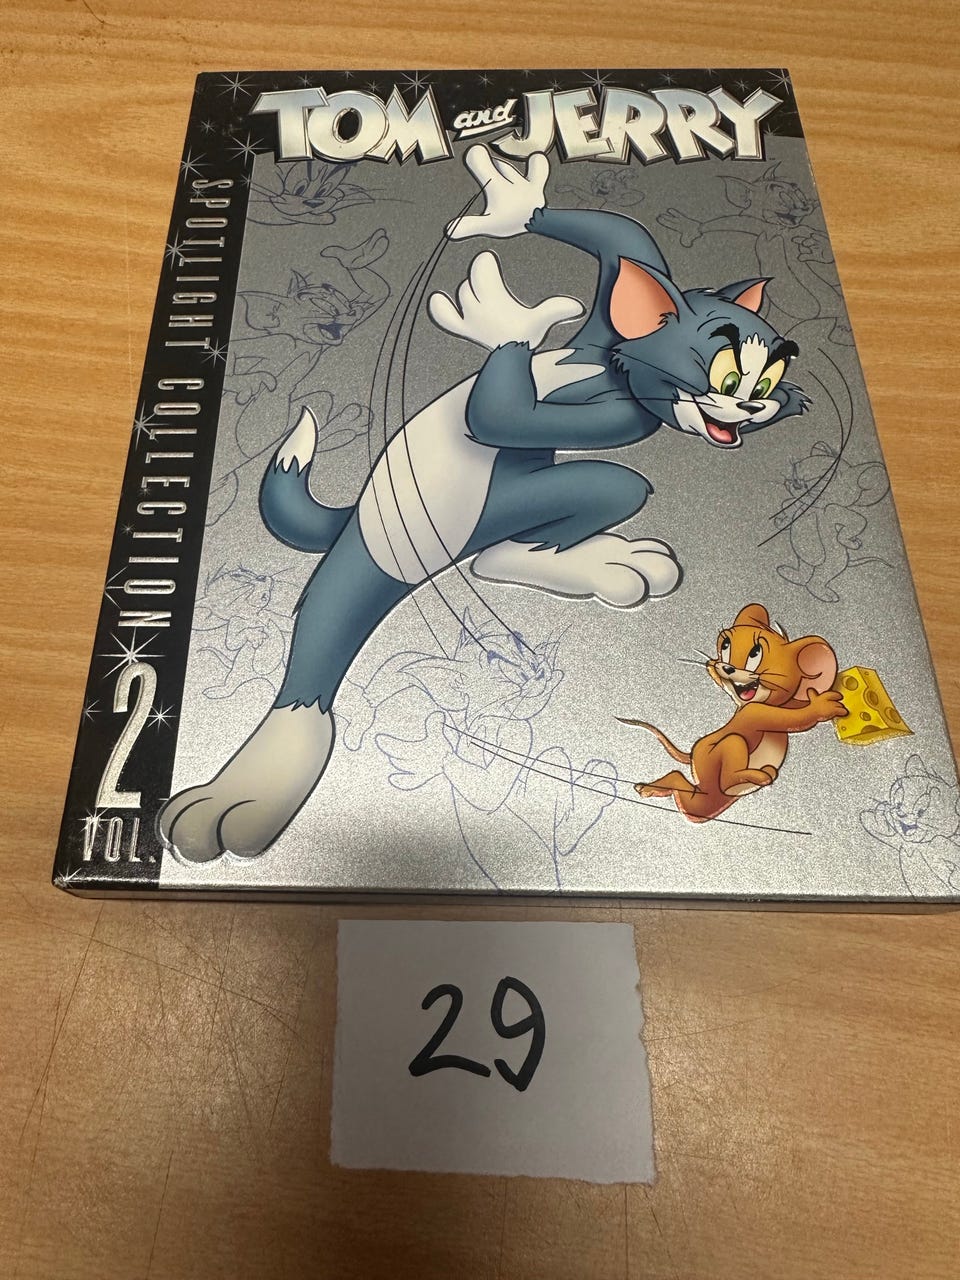 TOM and JERRY
SPOTLIGHT COLLECTION
2
VOL.
29